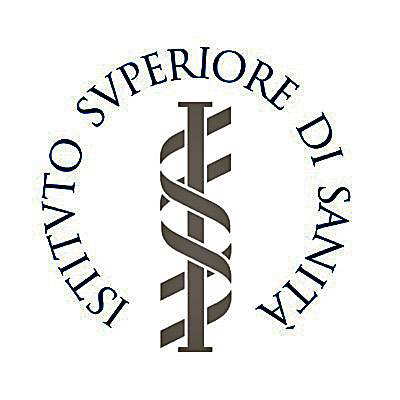 ISTITVTO SVPERIORE DI SANITÀ